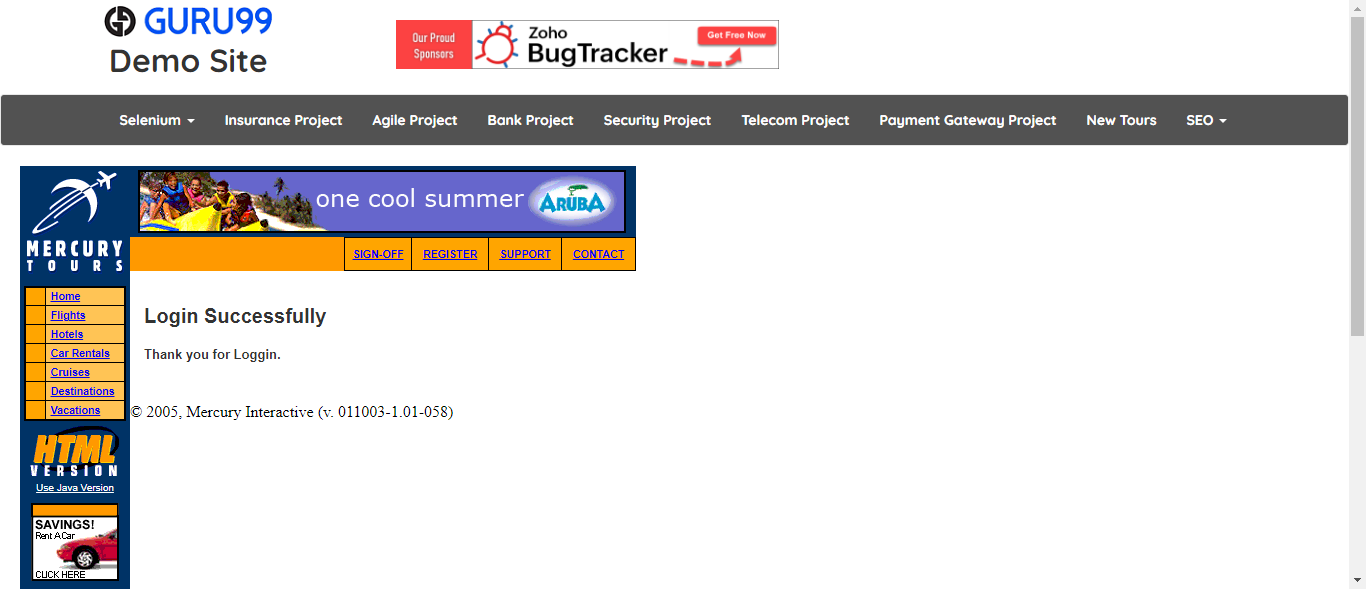 GURU99
Demo Site
Our Proud
Sponsors
Zoho
BugTracker
Get Free Now
Selenium Insurance Project Agile Project Bank Project Security Project Telecom Project Payment Gateway Project New Tours SEO
one cool summer
ARUBA
MERCURY
TOURS
SIGN-OFF REGISTER SUPPORT CONTACT
Home
Flights
Hotels
Car Rentals
Cruises
Destinations
Vacations
Login Successfully
Thank you for Loggin.
© 2005, Mercury Interactive (v. 011003-1.01-058)
HTML
VERSION
Use Java Version
SAVINGS!
Rent A Car
CLICK HERE